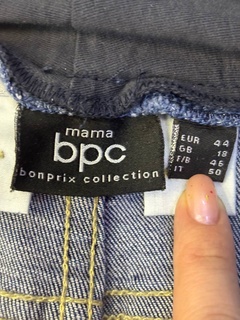 mama
bpc
bonprix collection
EUR 44
GB 18
F/B 46
IT 50